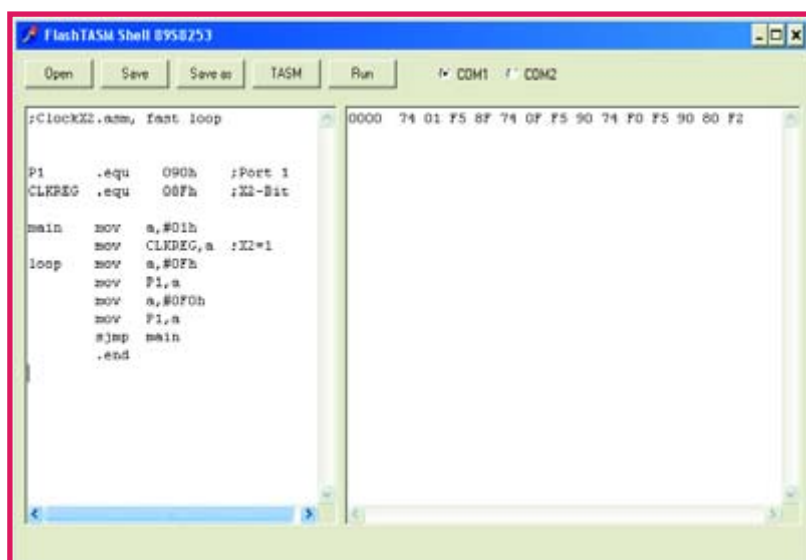 FlashTASM Shell 89S8253
Open Save Save as TASM Run COM1 COM2
;ClockX2.asm, fast loop
P1 .equ 090h ;Port 1
CLKREG .equ 08Fh ;X2-Bit
main mov a,#01h
mov CLKREG,a ;X2=1
loop mov a,#0Fh
mov P1,a
mov a,#0F0h
mov P1,a
sjmp main
.end
0000 74 01 F5 8F 74 0F F5 90 74 F0 F5 90 80 F2